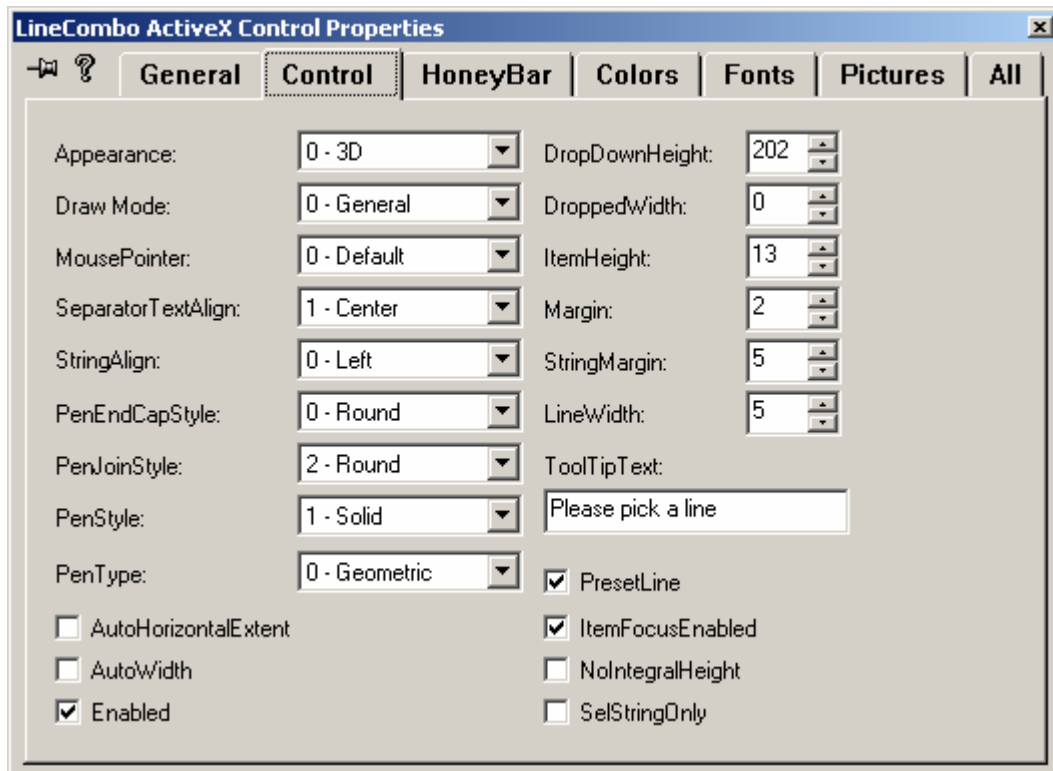 LineCombo ActiveX Control Properties
General Control HoneyBar Colors Fonts Pictures All
Appearance: 0 - 3D
Draw Mode: 0 - General
MousePointer: 0 - Default
SeparatorTextAlign: 1 - Center
StringAlign: 0 - Left
PenEndCapStyle: 0 - Round
PenJoinStyle: 2 - Round
PenStyle: 1 - Solid
PenType: 0 - Geometric
AutoHorizontalExtent
AutoWidth
Enabled
DropDownHeight: 202
DroppedWidth: 0
ItemHeight: 13
Margin: 2
StringMargin: 5
LineWidth: 5
ToolTipText:
Please pick a line
PresetLine
ItemFocusEnabled
NoIntegralHeight
SelStringOnly